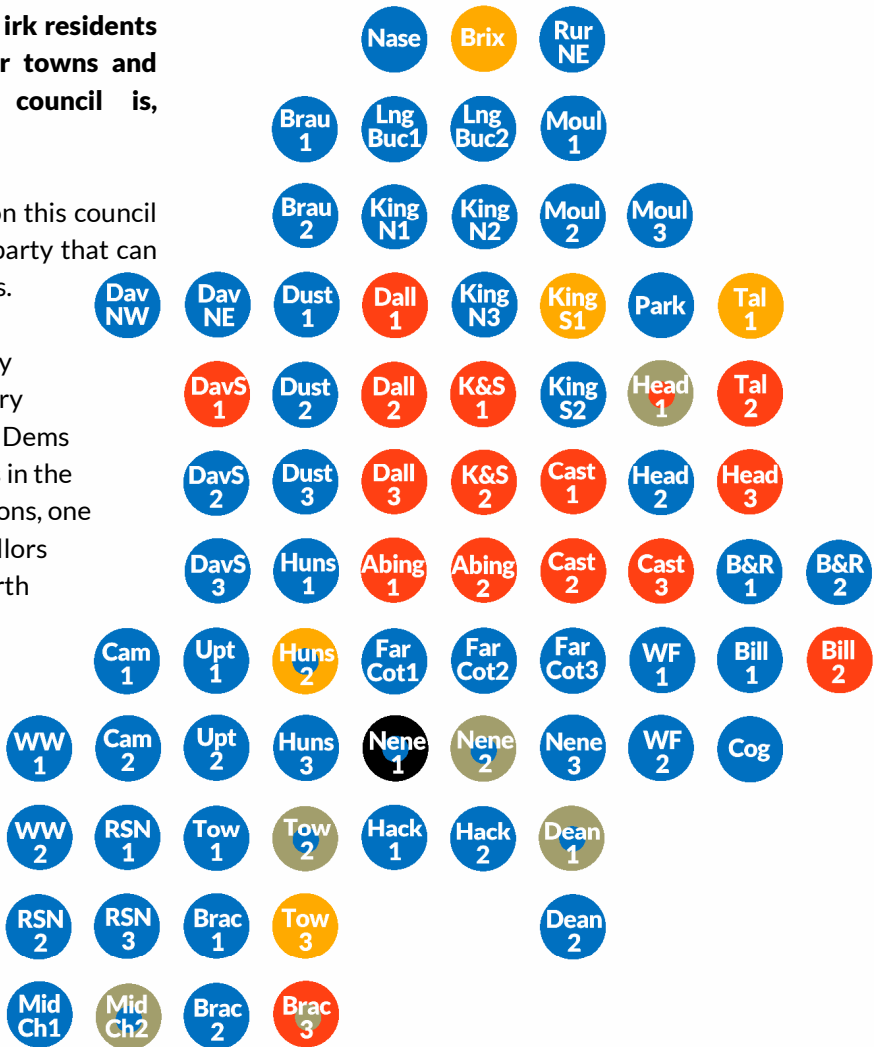 irk residents
r towns and
council is,
on this council
party that can
s.
y
ry
Dems
in the
ons, one
llors
rth
Nase
Brix
Rur
NE
Brau
1
Lng
Buc1
Lng
Buc2
Moul
1
Brau
2
King
N1
King
N2
Moul
2
Moul
3
Dav
NW
Dav
NE
Dust
1
Dall
1
King
N3
King
S1
Park
Tal
1
DavS
1
Dust
2
Dall
2
K&S
1
King
S2
Head
1
Tal
2
DavS
2
Dust
3
Dall
3
K&S
2
Cast
1
Head
2
Head
3
DavS
3
Huns
1
Abing
1
Abing
2
Cast
2
Cast
3
B&R
1
B&R
2
Cam
1
Upt
1
Huns
2
Far
Cot1
Far
Cot2
Far
Cot3
WF
1
Bill
1
Bill
2
WW
1
Cam
2
Upt
2
Huns
3
Nene
1
Nene
2
Nene
3
WF
2
Cog
WW
2
RSN
1
Tow
1
Tow
2
Hack
1
Hack
2
Dean
1
RSN
2
RSN
3
Brac
1
Tow
3
Dean
2
Mid
Ch1
Mid
Ch2
Brac
2
Brac
3